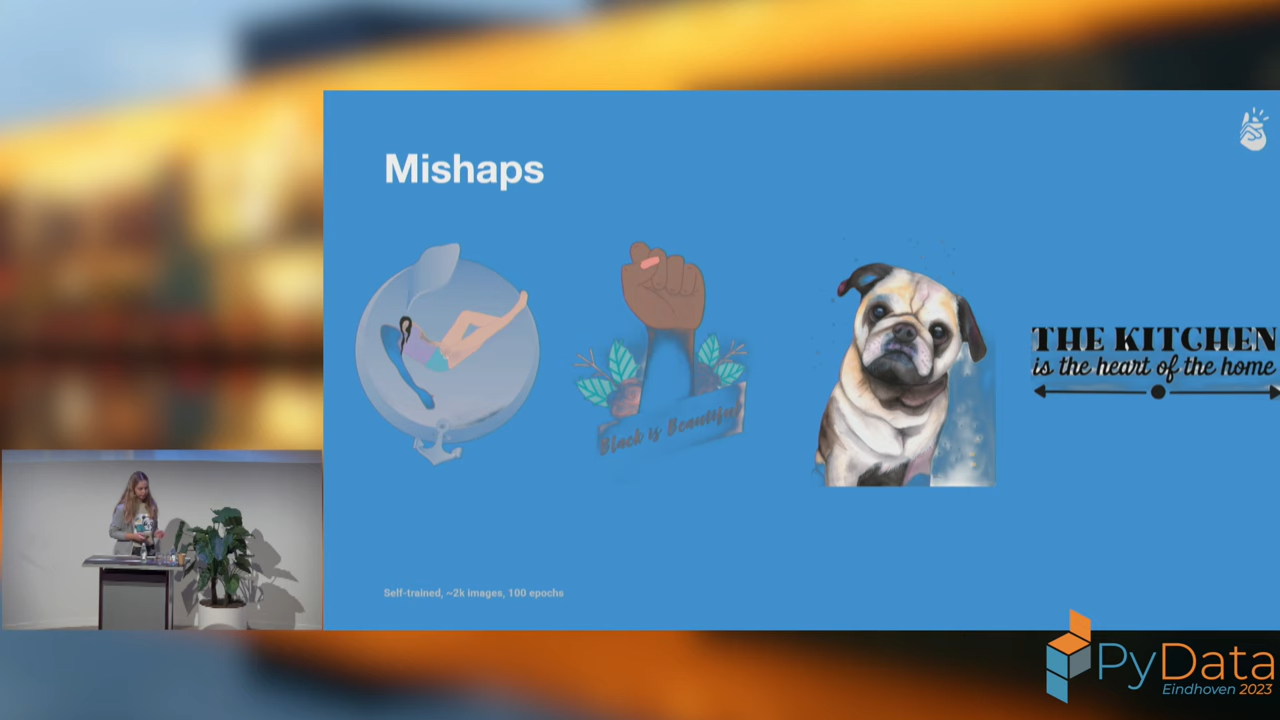 Mishaps
Black is Beautiful
THE KITCHEN
is the heart of the home
Self-trained, ~2k images, 100 epochs
PyData
Eindhoven 2023